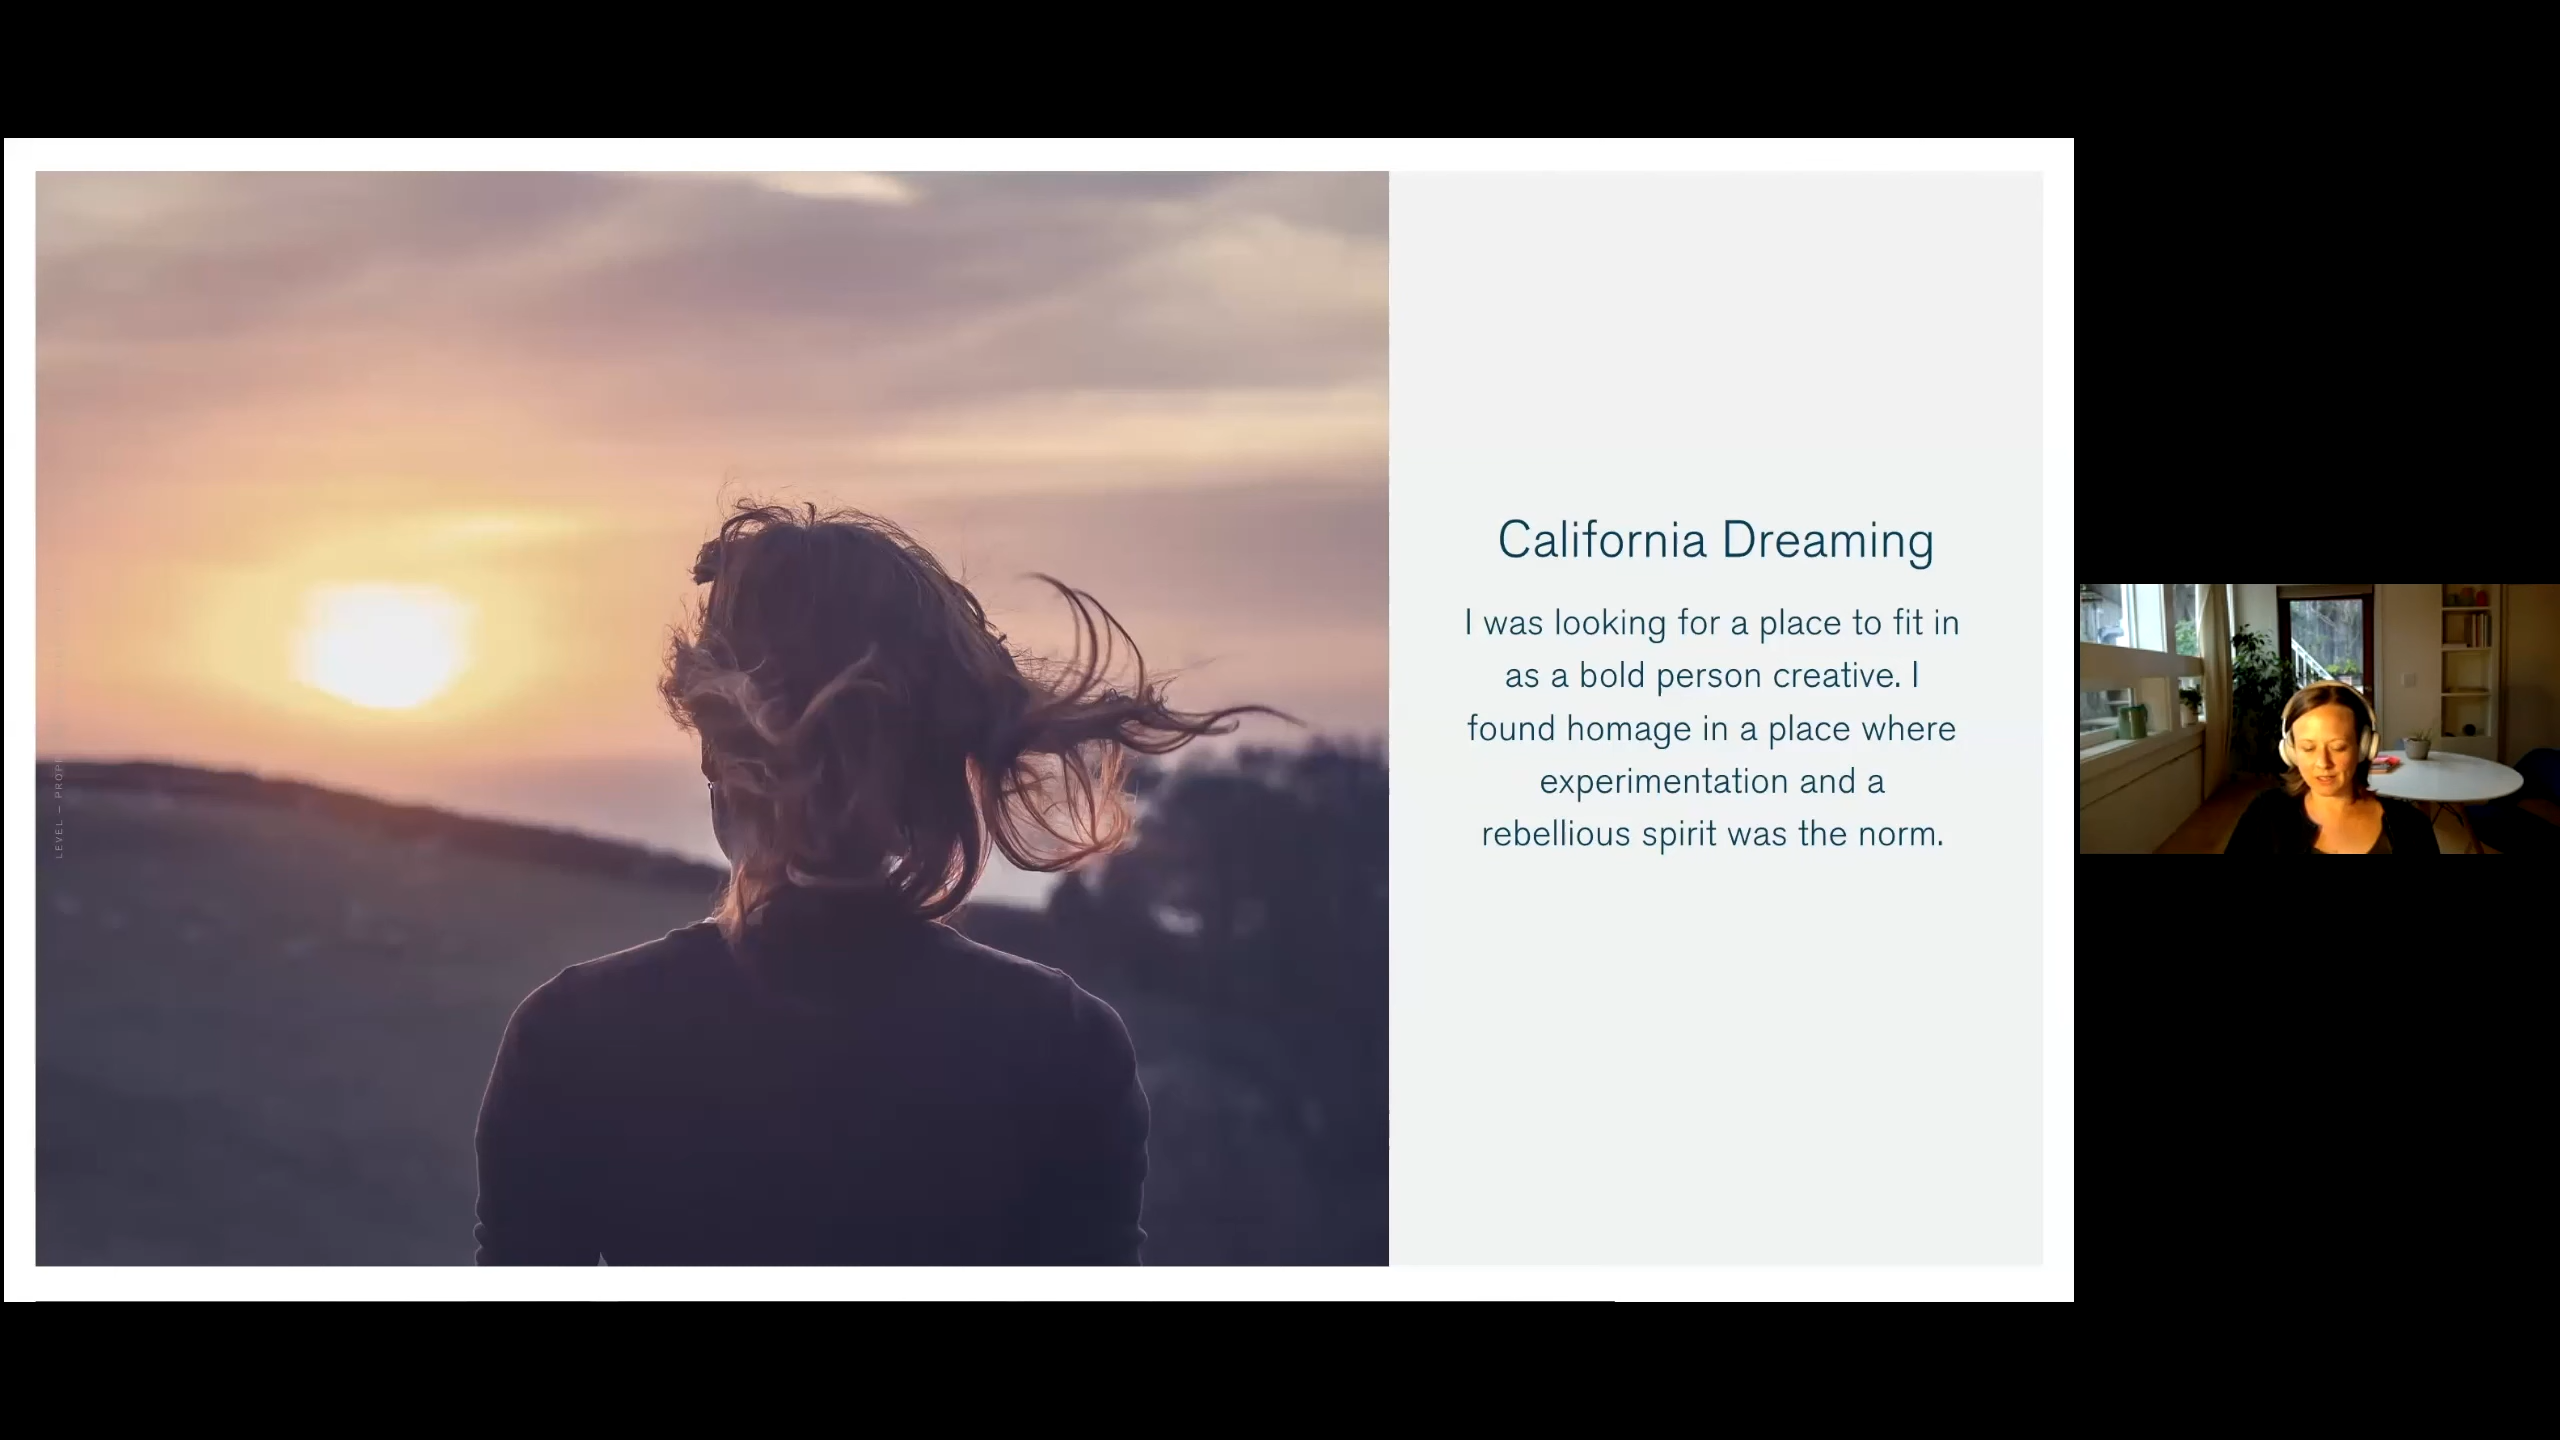 California Dreaming
I was looking for a place to fit in
as a bold person creative. I
found homage in a place where
experimentation and a
rebellious spirit was the norm.
LEVEL —